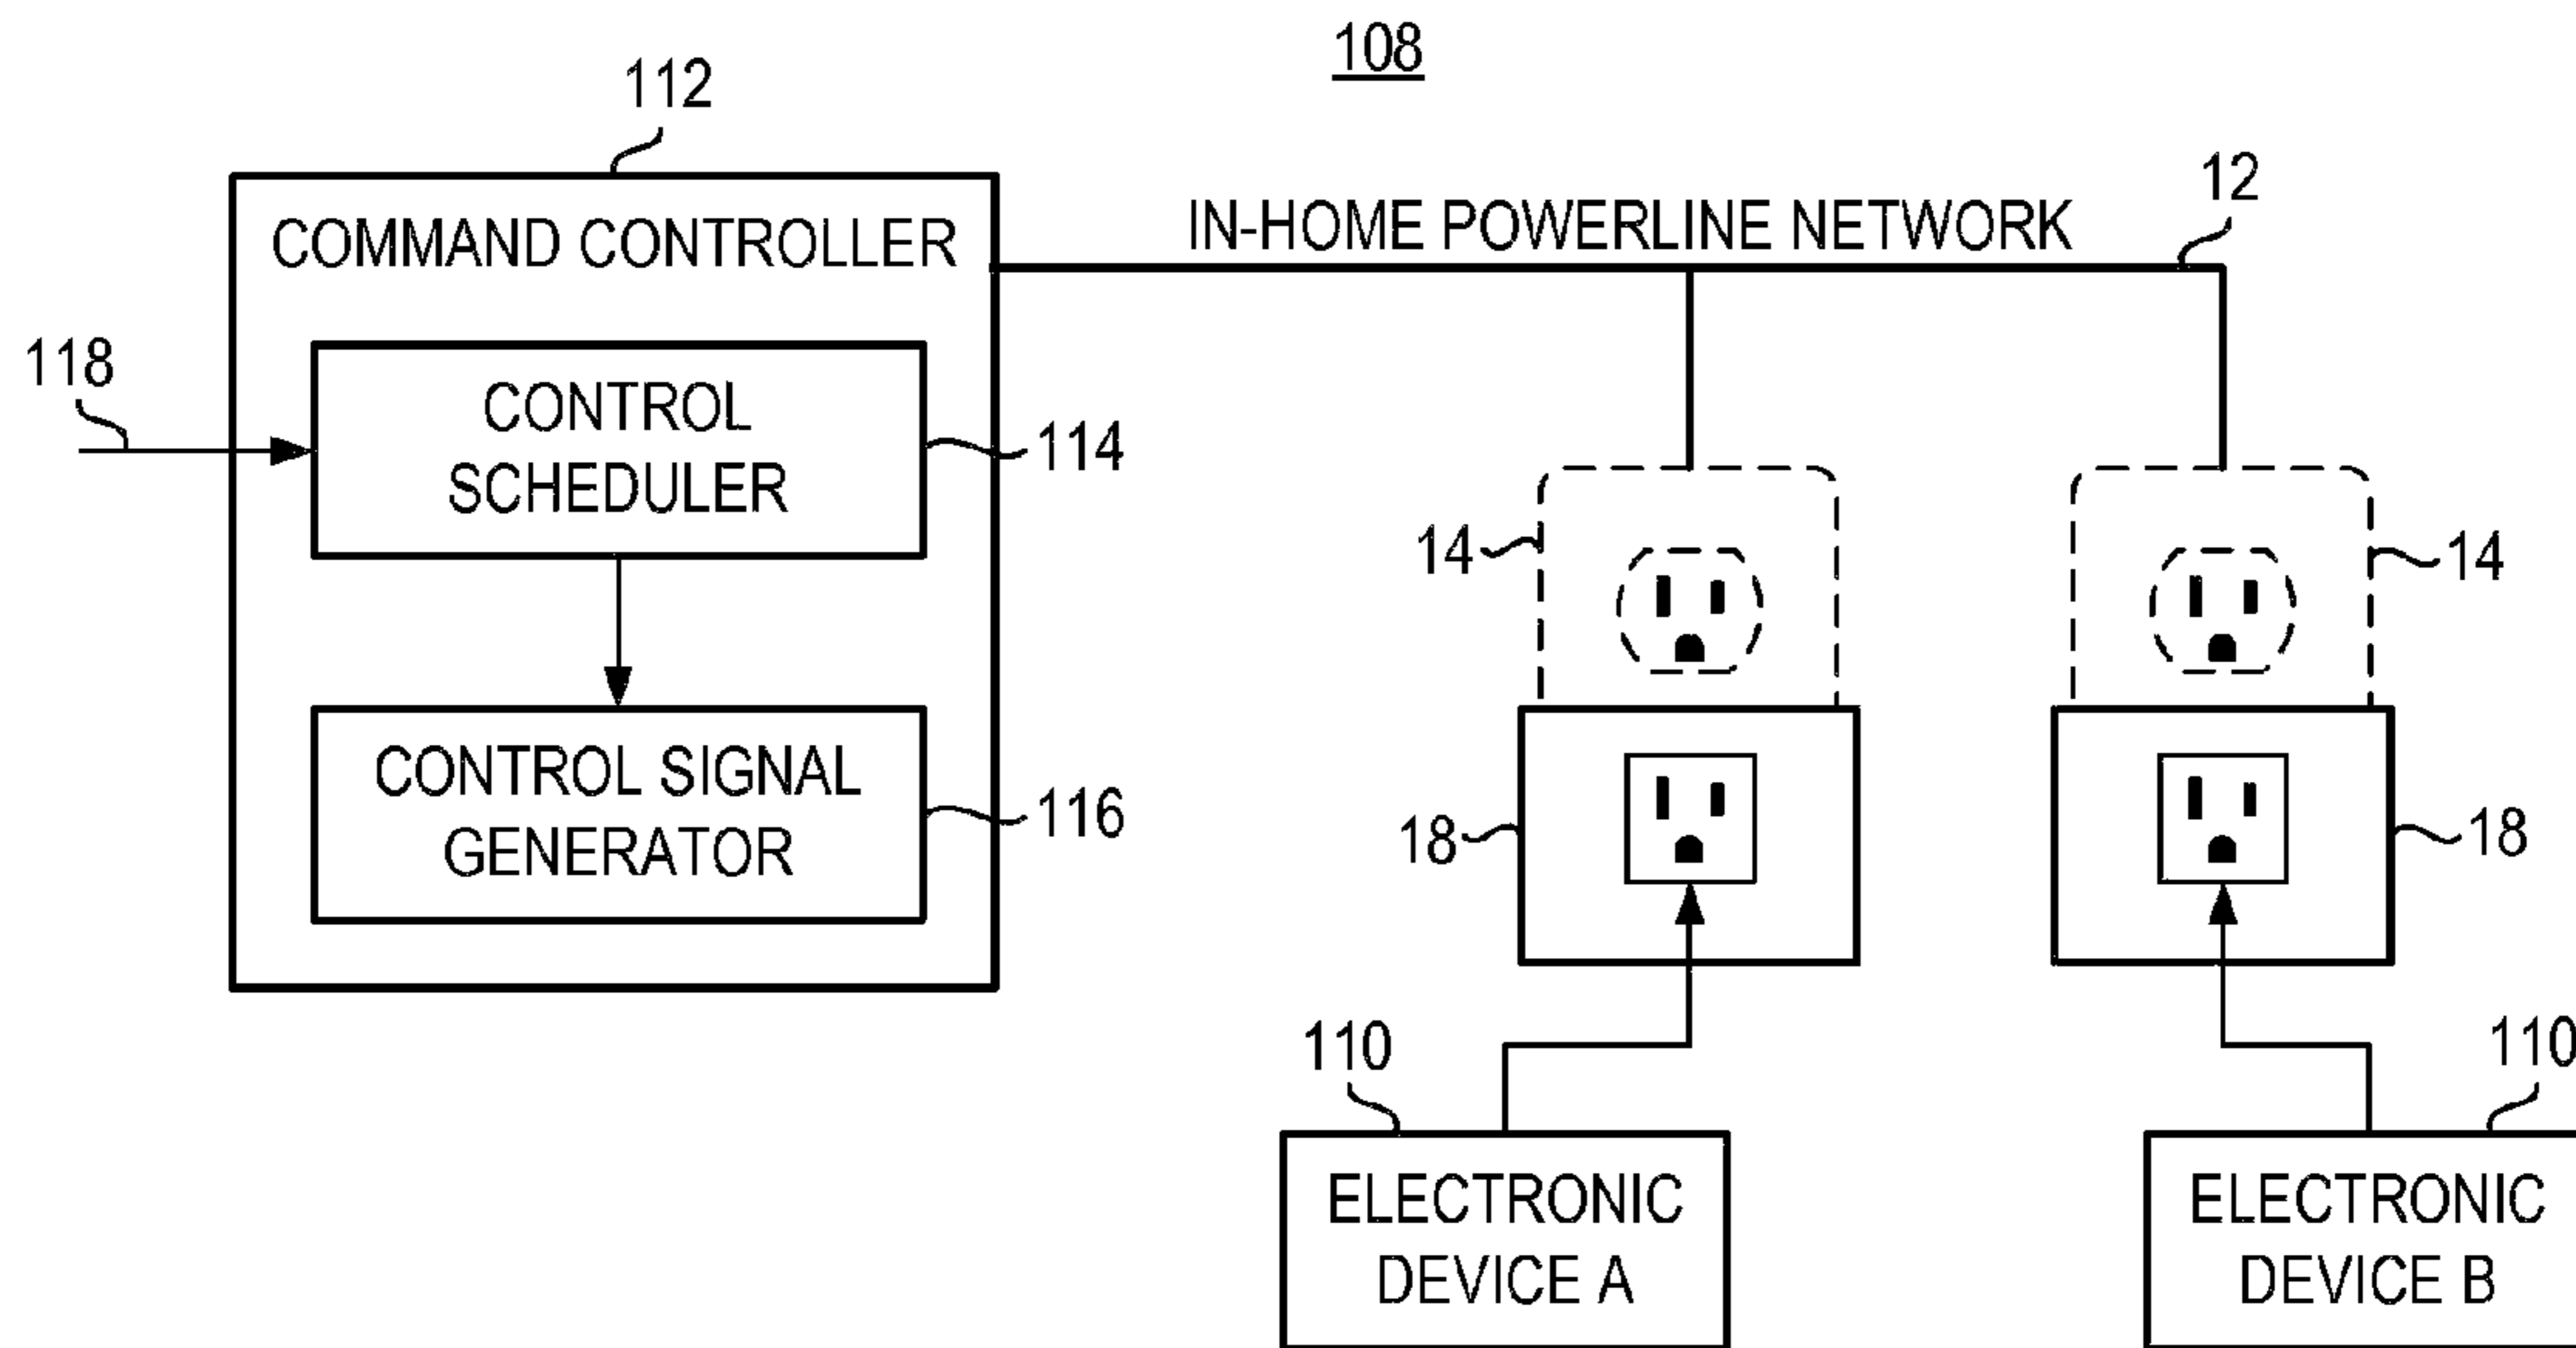 108
112
12
COMMAND CONTROLLER
IN-HOME POWERLINE NETWORK
118
CONTROL
SCHEDULER
114
14
14
CONTROL SIGNAL
GENERATOR
116
18
18
110
110
ELECTRONIC
DEVICE A
ELECTRONIC
DEVICE B